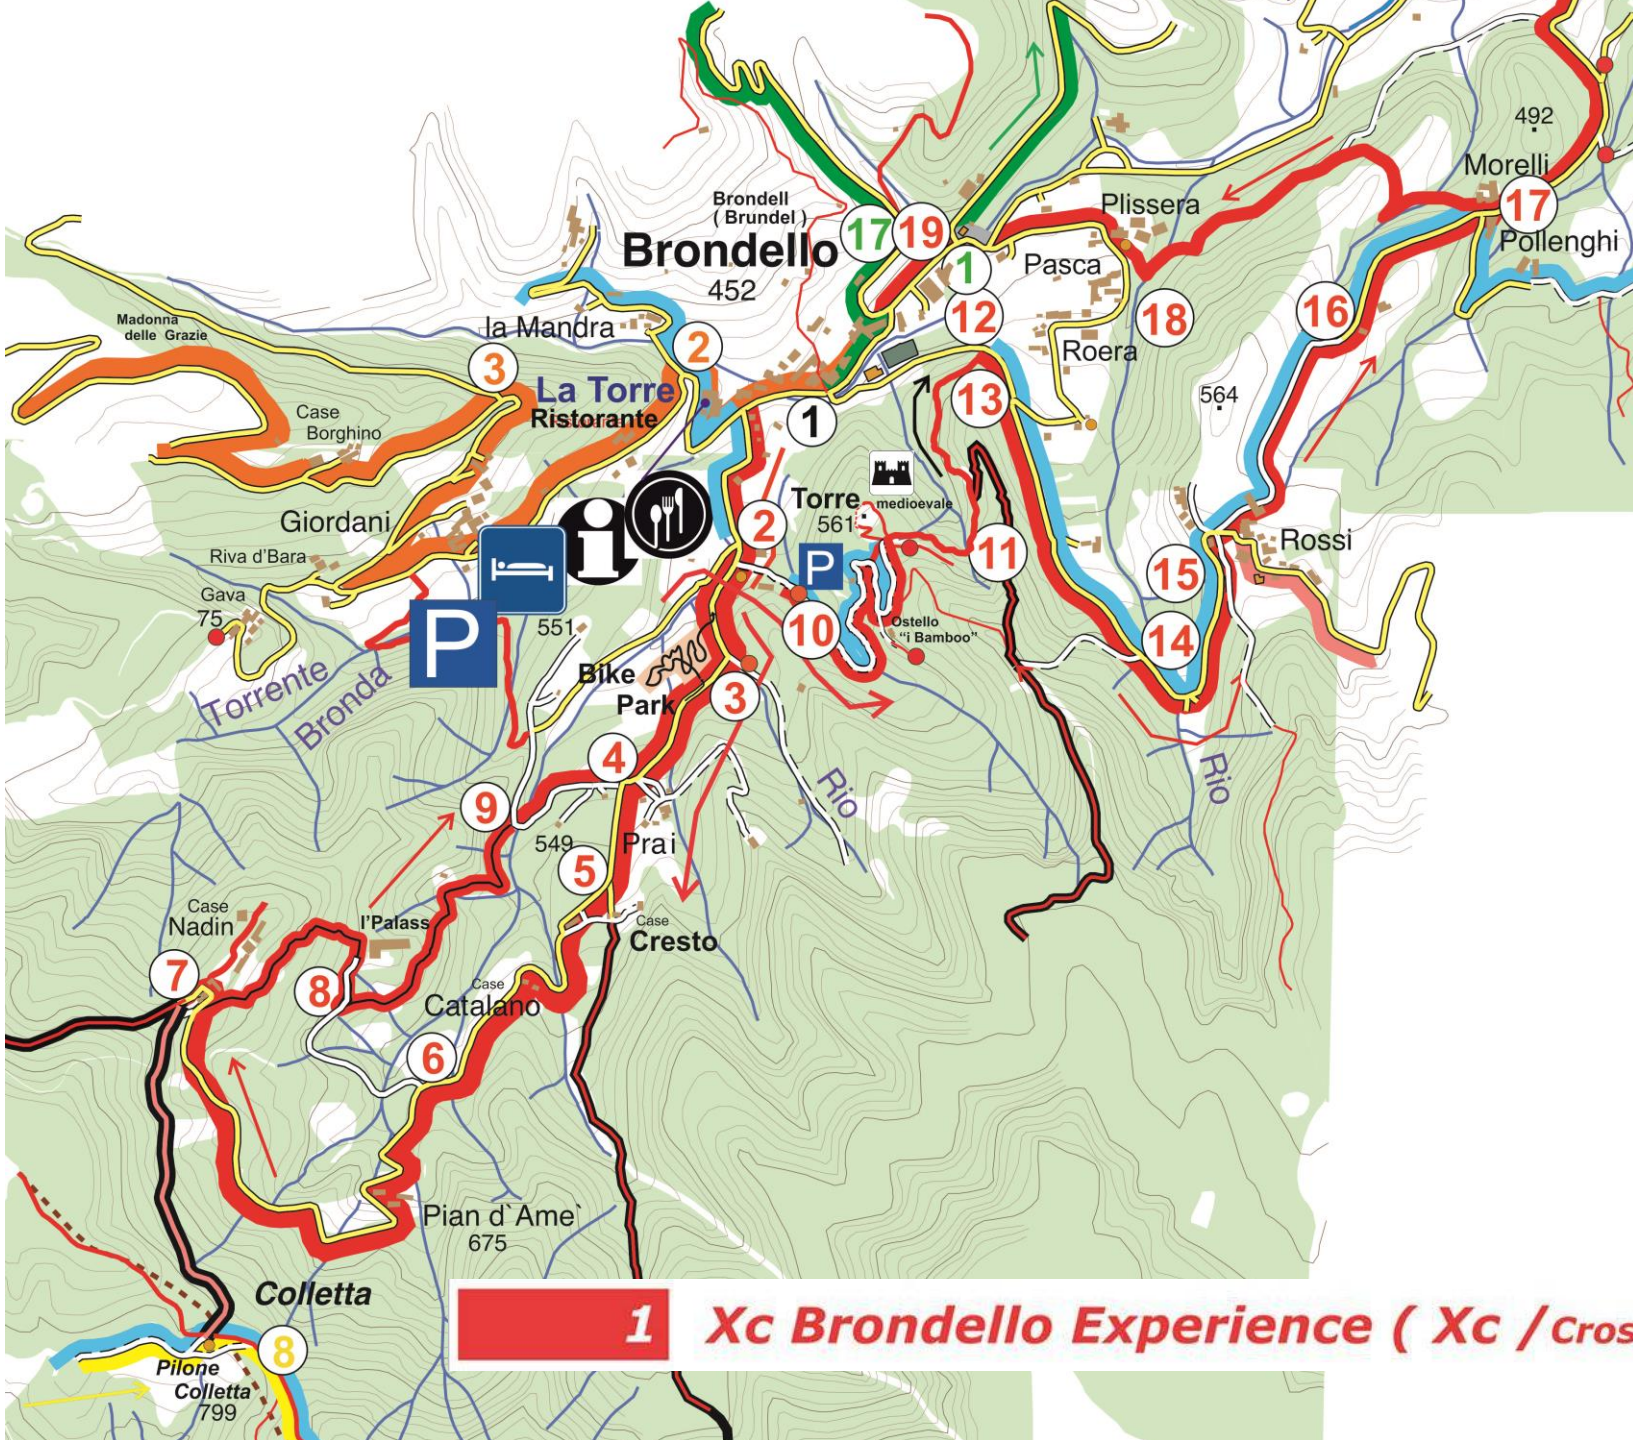 492
Morelli
17
Pollenghi
Plissera
Brondell
( Brundel )
Brondello
452
17
19
1
Pasca
12
18
16
Roera
564
Madonna
delle Grazie
la Mandra
2
3
La Torre
Ristorante
Case
Borghino
1
13
Giordani
Riva d'Bara
Gava
75
Torrente
Bronda
P
i
2
Torre
561
medioevale
P
11
Rossi
15
14
10
Ostello
"i Bamboo"
551
Bike
Park
3
4
9
Rio
Rio
549
Prai
5
Case
Nadin
l'Palass
Case
Cresto
7
8
Case
Catalano
6
Pian d`Ame`
675
Colletta
8
Pilone
Colletta
799
1 Xc Brondello Experience ( Xc /Cros